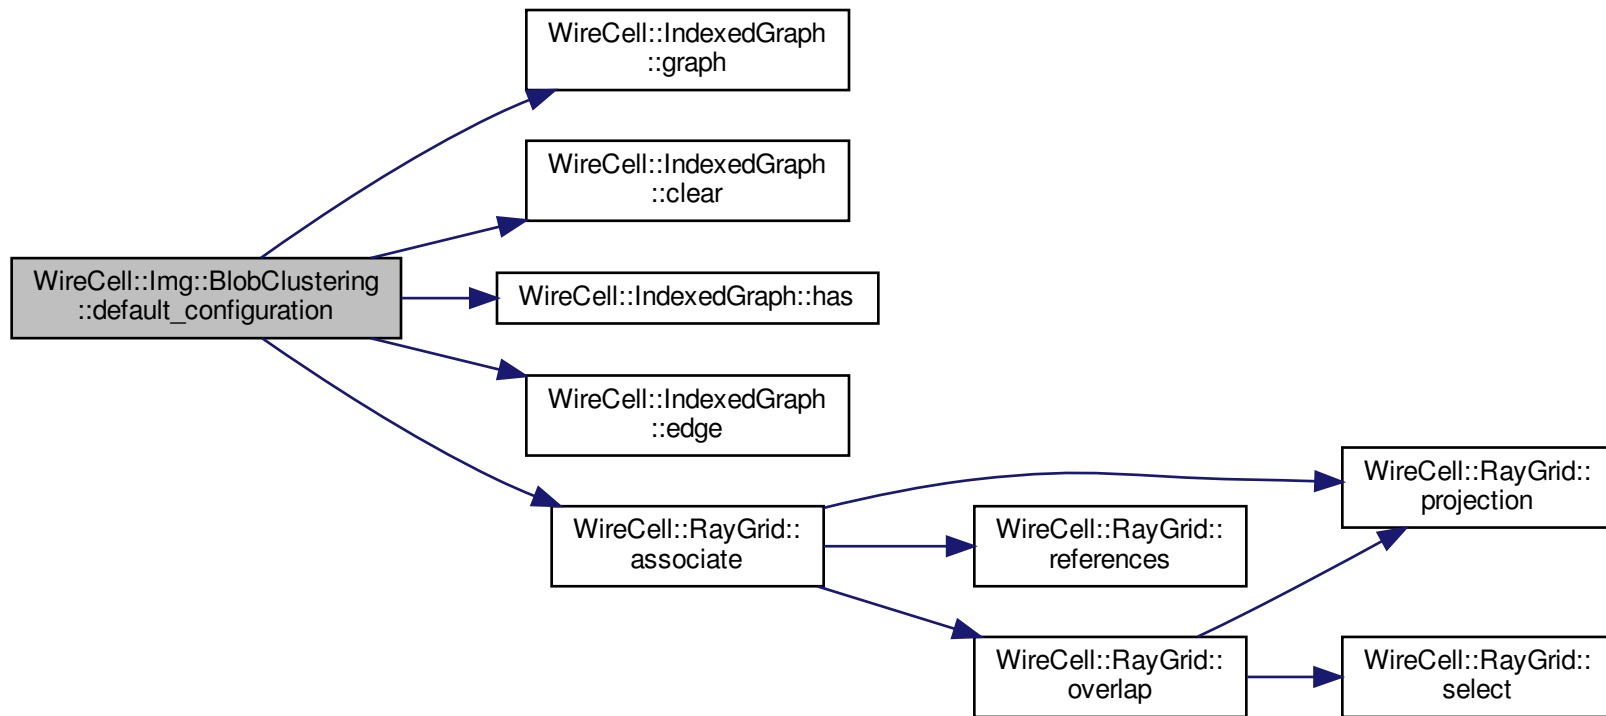 WireCell::IndexedGraph
::graph
WireCell::IndexedGraph
::clear
WireCell::Img::BlobClustering
::default_configuration
WireCell::IndexedGraph::has
WireCell::IndexedGraph
::edge
WireCell::RayGrid::
associate
WireCell::RayGrid::
references
WireCell::RayGrid::
projection
WireCell::RayGrid::
overlap
WireCell::RayGrid::
select